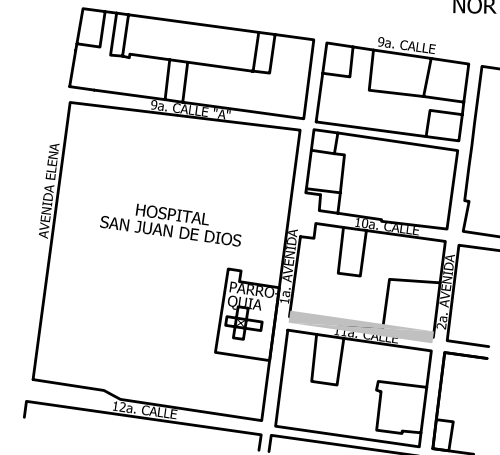 NOR
9a. CALLE
9a. CALLE "A"
AVENIDA ELENA
HOSPITAL
SAN JUAN DE DIOS
10a. CALLE
1a. AVENIDA
2a. AVENIDA
PARRO-
QUIA
11a. CALLE
12a. CALLE